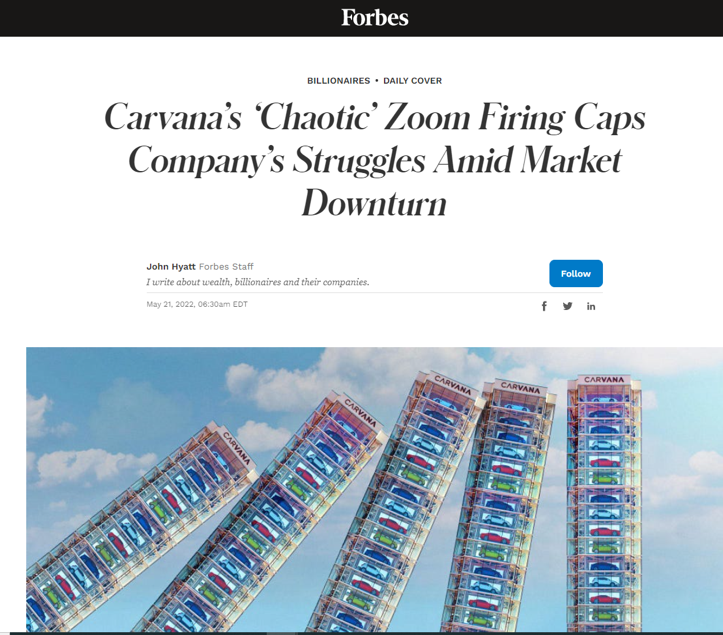 Forbes
BILLIONAIRES • DAILY COVER
Carvana’s ‘Chaotic’ Zoom Firing Caps
Company’s Struggles Amid Market
Downturn
John Hyatt Forbes Staff
Follow
I write about wealth, billionaires and their companies.
May 21, 2022, 06:30am EDT
CARVANA
CARVANA
CARVANA
CARVANA
CARVANA